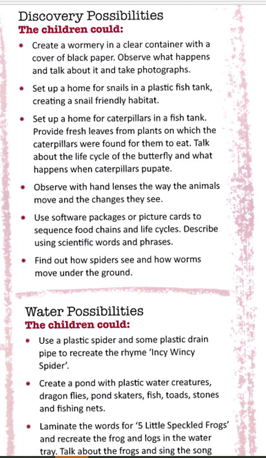 Discovery Possibilities
The children could:
• Create a wormery in a clear container with a
cover of black paper. Observe what happens
and talk about it and take photographs.
• Set up a home for snails in a plastic fish tank,
creating a snail friendly habitat.
• Set up a home for caterpillars in a fish tank.
Provide fresh leaves from plants on which the
caterpillars were found for them to eat. Talk
about the life cycle of the butterfly and what
happens when caterpillars pupate.
• Observe with hand lenses the way the animals
move and the changes they see.
• Use software packages or picture cards to
sequence food chains and life cycles. Describe
using scientific words and phrases.
• Find out how spiders see and how worms
move under the ground.
Water Possibilities
The children could:
• Use a plastic spider and some plastic drain
pipe to recreate the rhyme ‘Incy Wincy
Spider’.
• Create a pond with plastic water creatures,
dragon flies, pond skaters, fish, toads, stones
and fishing nets.
• Laminate the words for ‘5 Little Speckled Frogs’
and recreate the frog and logs in the water
tray. Talk about the frogs and sing the song